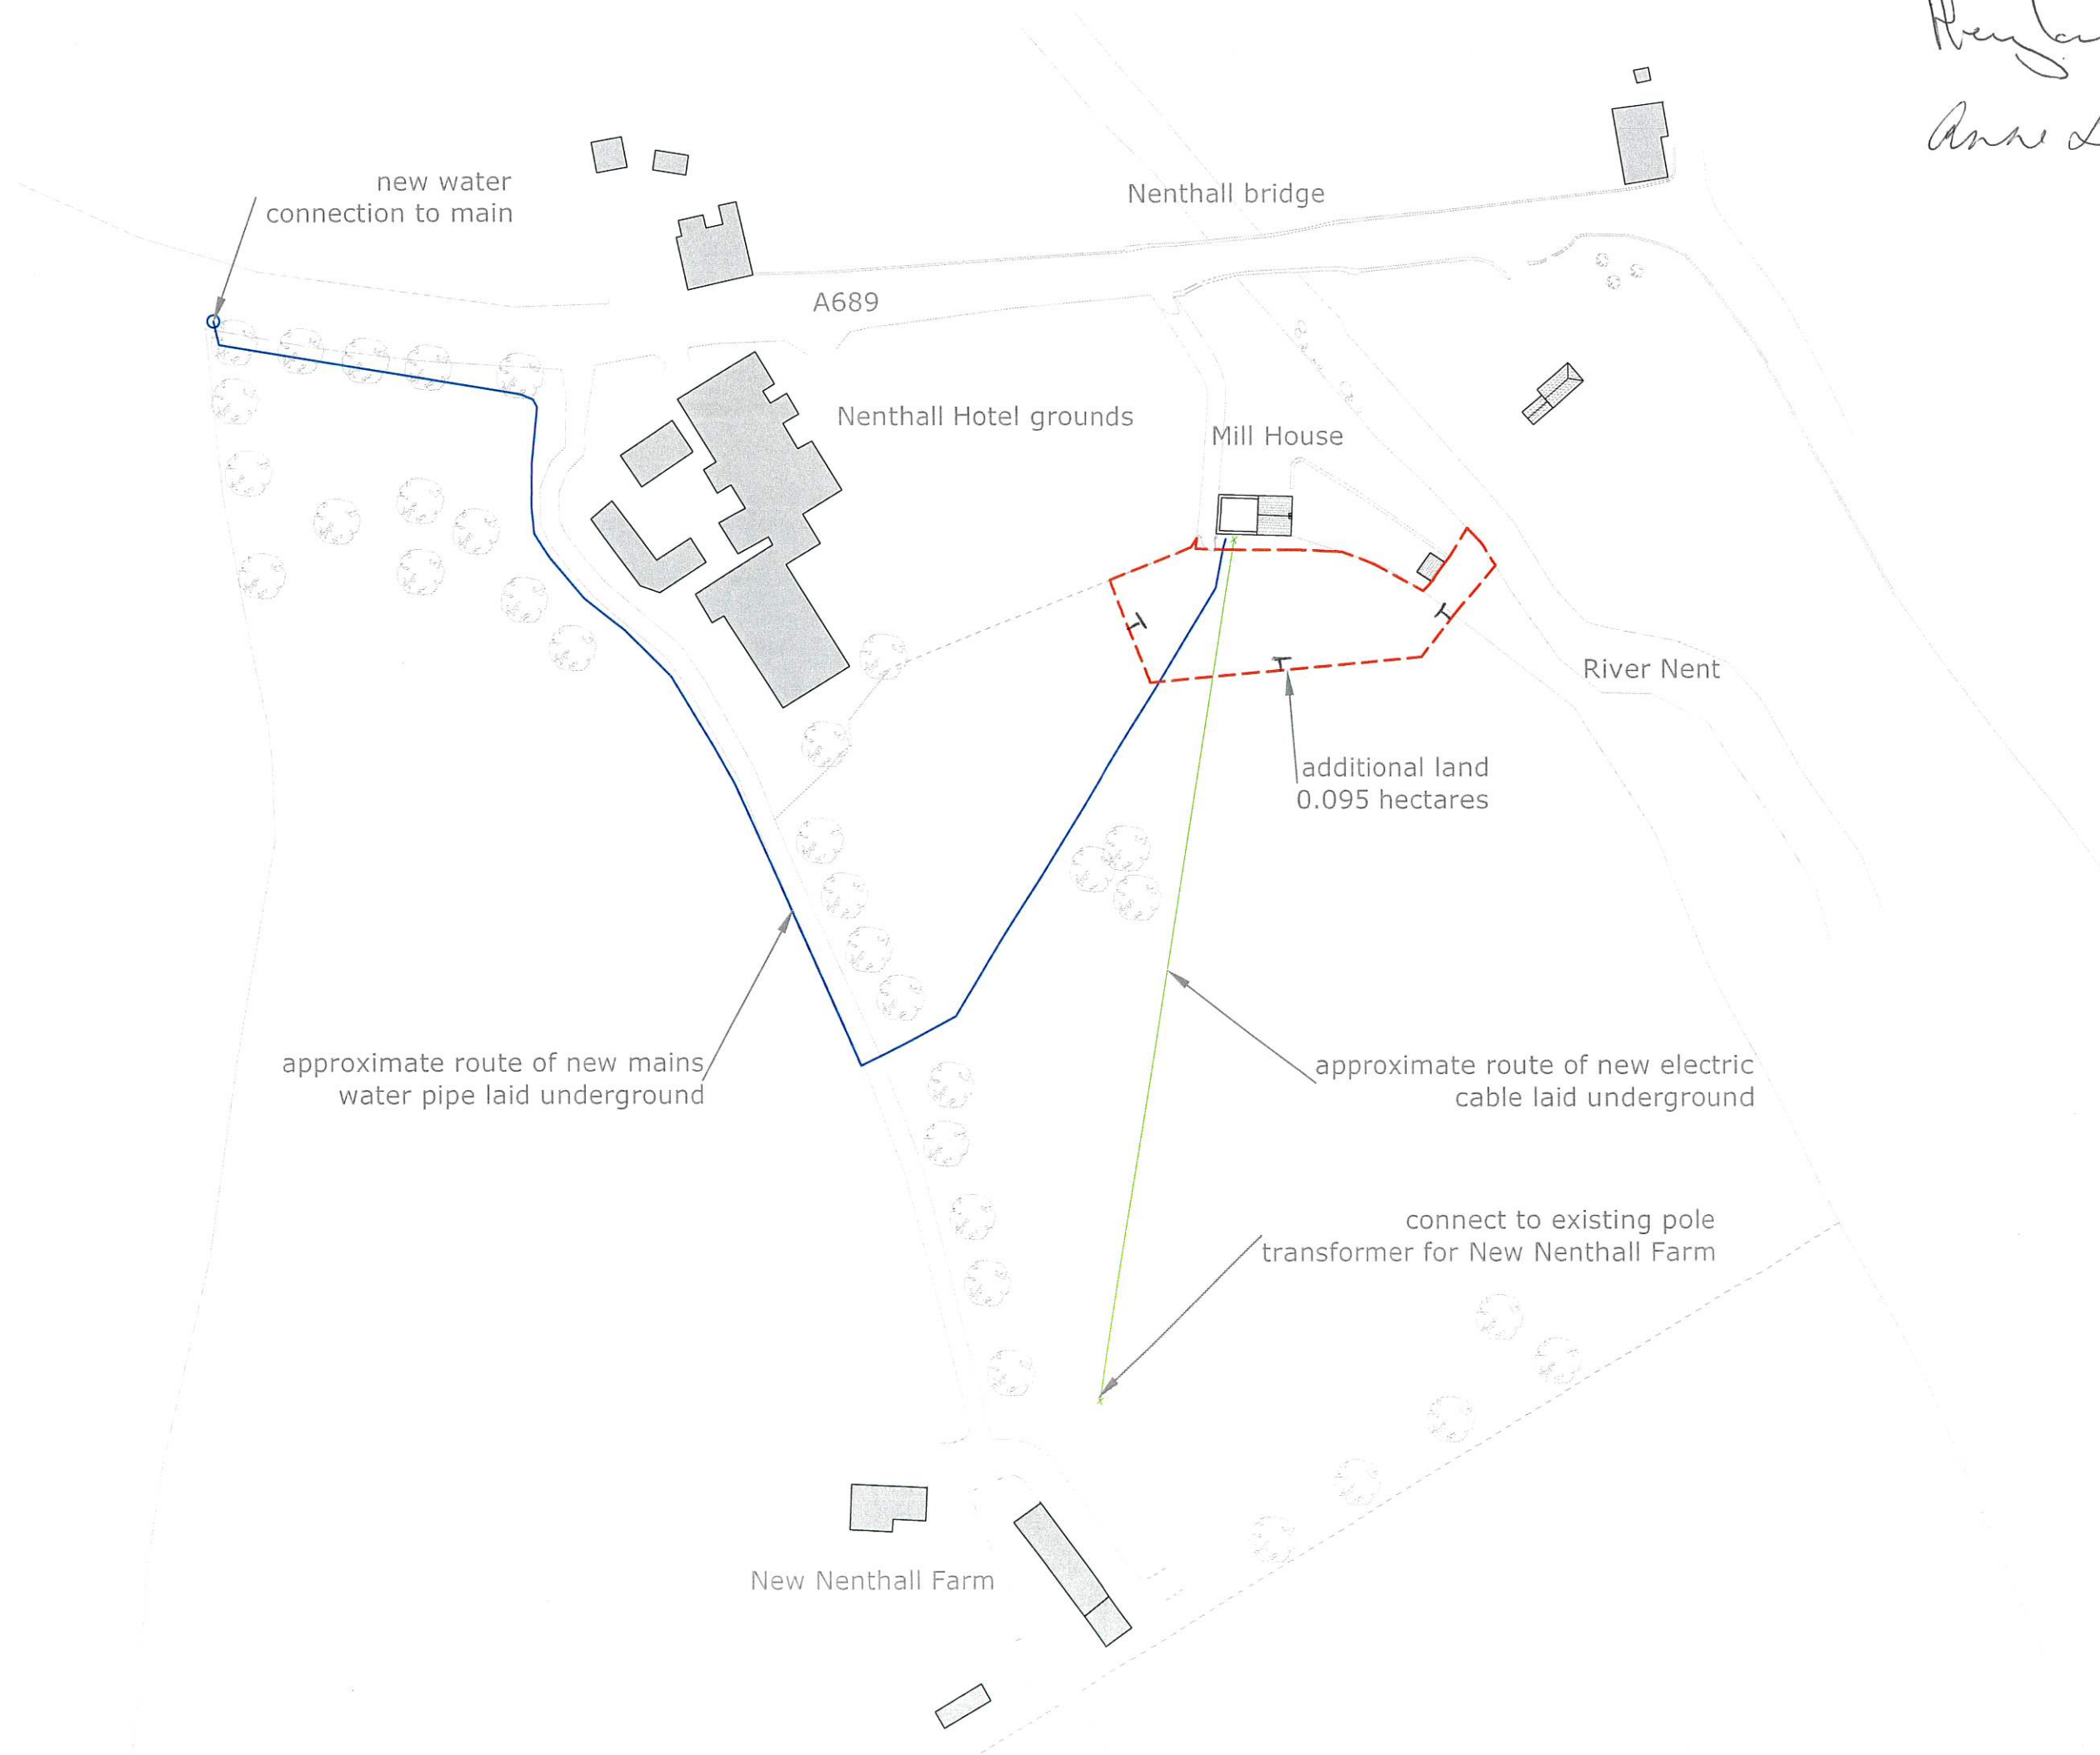 Anne
new water
connection to main
Nenthall bridge
A689
Nenthall Hotel grounds
Mill House
River Nent
additional land
0.095 hectares
approximate route of new mains
water pipe laid underground
approximate route of new electric
cable laid underground
connect to existing pole
transformer for New Nenthall Farm
New Nenthall Farm